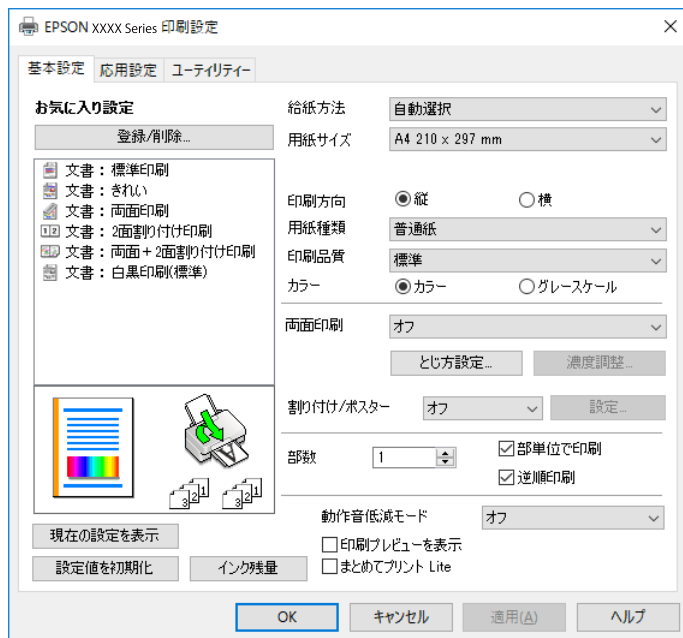 EPSON XXXX Series 印刷設定
基本設定 応用設定 ユーティリティー
お気に入り設定
登録/削除...
文書：標準印刷
文書：きれい
文書：両面印刷
文書：2面割り付け印刷
文書：両面＋2面割り付け印刷
文書：白黒印刷(標準)
給紙方法 自動選択
用紙サイズ A4 210 x 297 mm
印刷方向 縦 横
用紙種類 普通紙
印刷品質 標準
カラー カラー グレースケール
両面印刷 オフ
とじ方設定... 濃度調整...
割り付け/ポスター オフ 設定...
部数 1 部単位で印刷
逆順印刷
1 2 3 1 2 3
動作音低減モード オフ
現在の設定を表示 印刷プレビューを表示
設定値を初期化 インク残量 まとめてプリント Lite
OK キャンセル 適用(A) ヘルプ